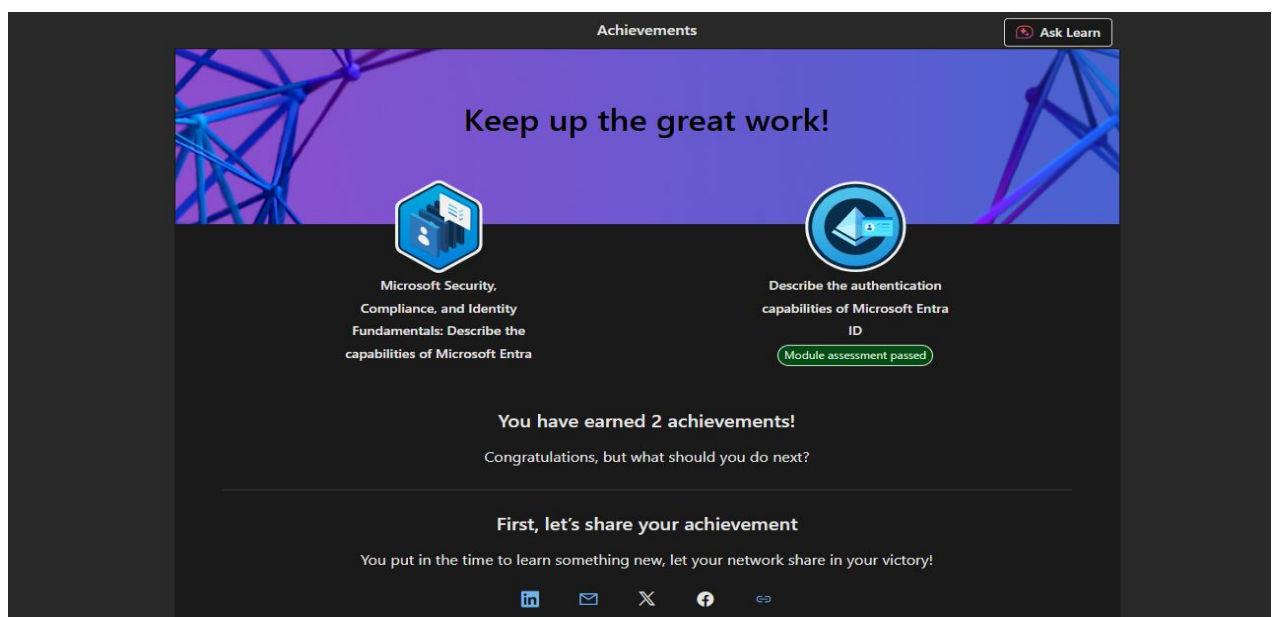 Achievements
Ask Learn
Keep up the great work!
Microsoft Security,
Compliance, and Identity
Fundamentals: Describe the
capabilities of Microsoft Entra
Describe the authentication
capabilities of Microsoft Entra
ID
Module assessment passed
You have earned 2 achievements!
Congratulations, but what should you do next?
First, let's share your achievement
You put in the time to learn something new, let your network share in your victory!